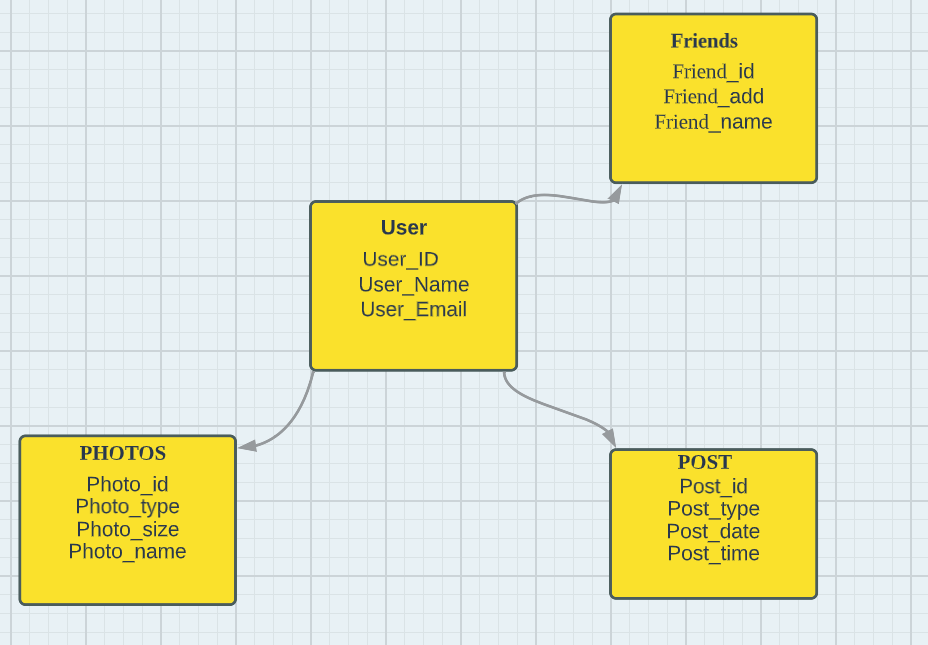 Friends
Friend_id
Friend_add
Friend_name
User
User_ID
User_Name
User_Email
PHOTOS
Photo_id
Photo_type
Photo_size
Photo_name
POST
Post_id
Post_type
Post_date
Post_time